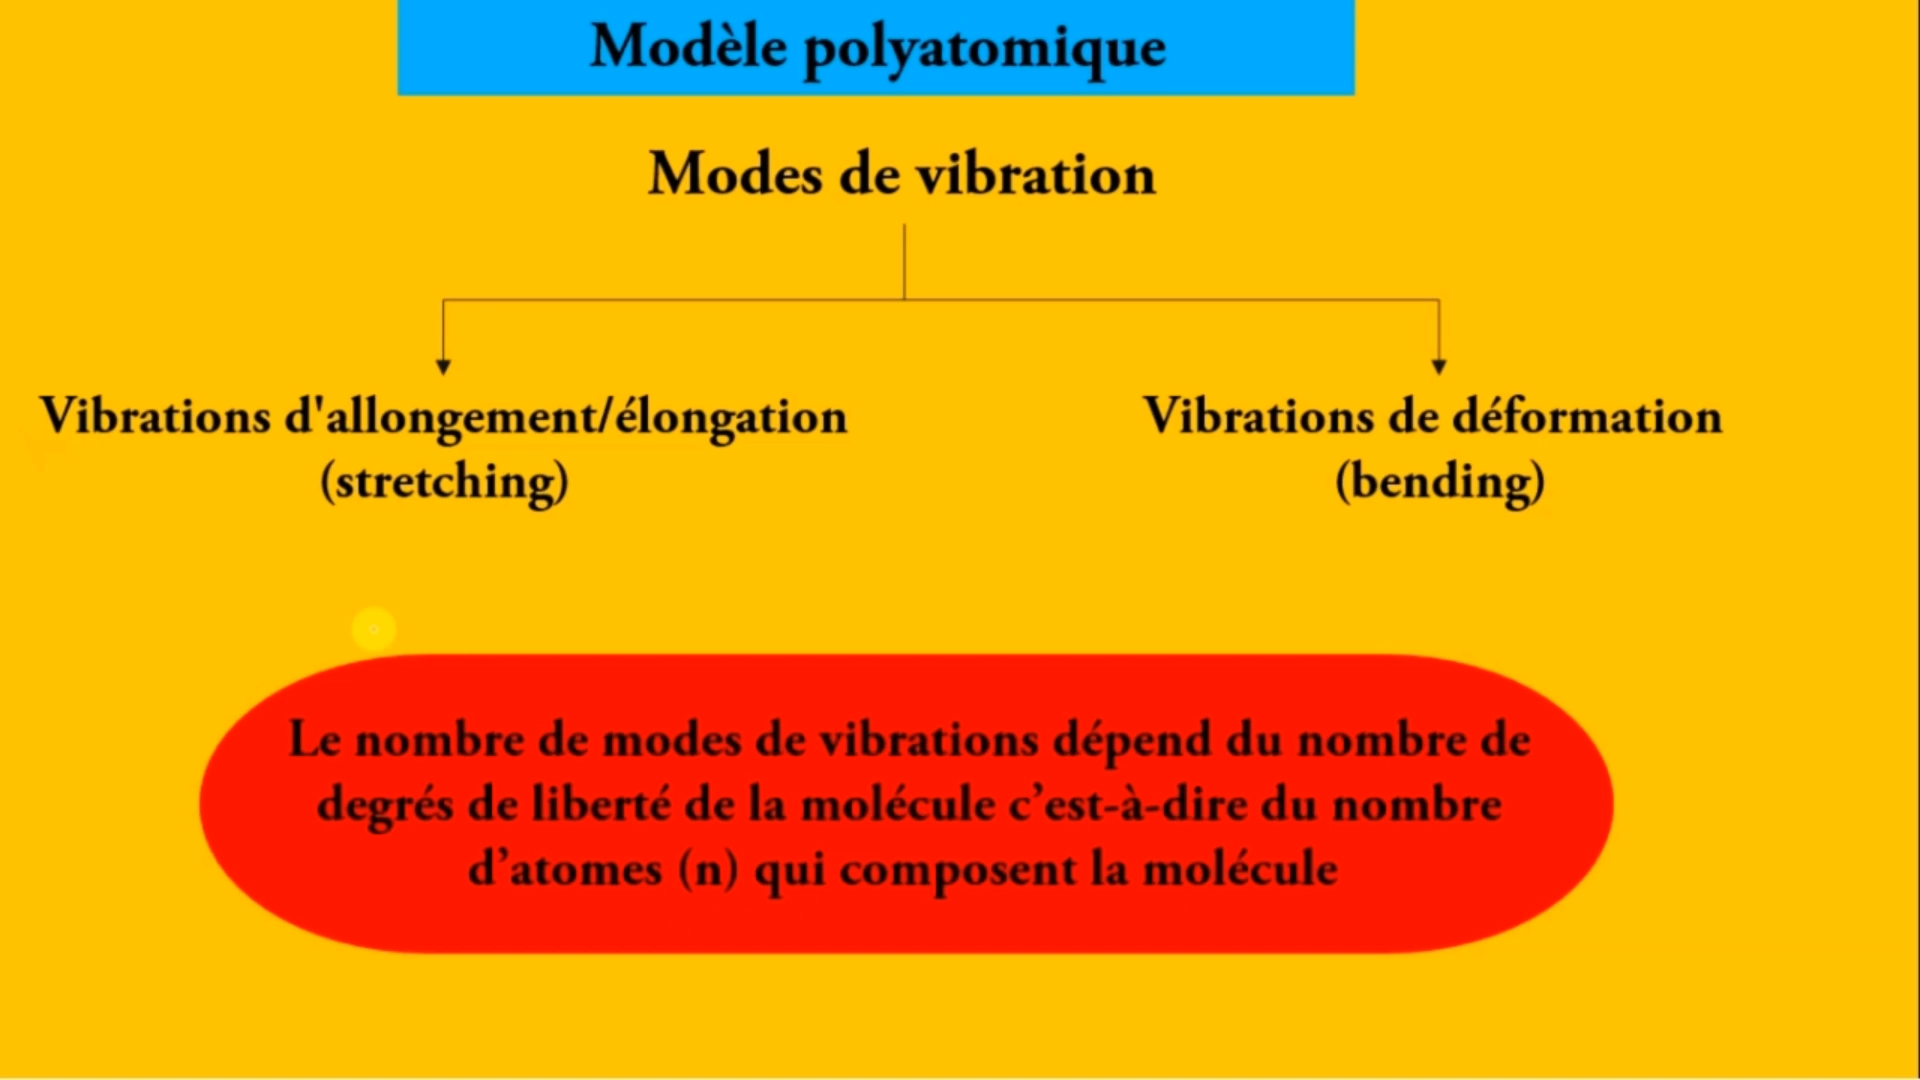 Modèle polyatomique
Modes de vibration
Vibrations d'allongement/élongation
(stretching)
Vibrations de déformation
(bending)
Le nombre de modes de vibrations dépend du nombre de
degrés de liberté de la molécule c’est-à-dire du nombre
d’atomes (n) qui composent la molécule